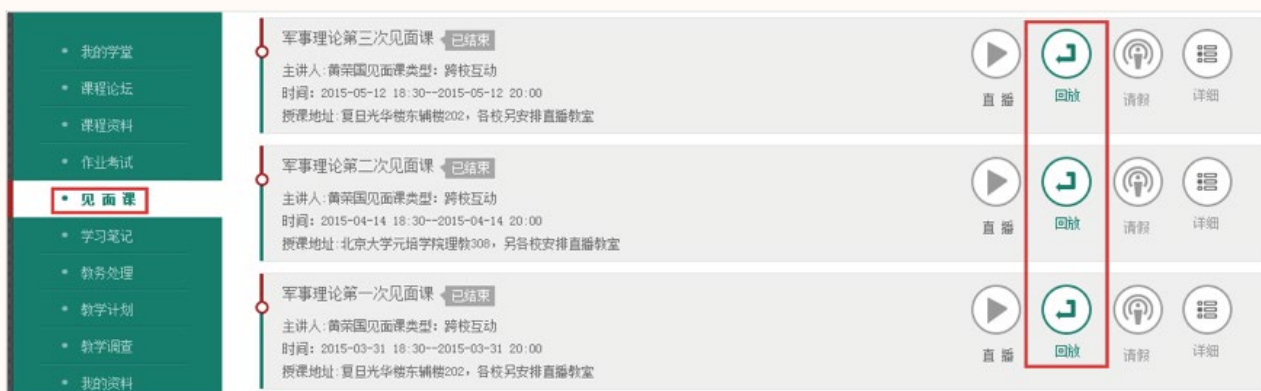 我的学堂
课程论坛
课程资料
作业考试
见面课
学习笔记
教务处理
教学计划
教学调查
我的资料
军事理论第三次见面课 已结束
主讲人:黄荣国见面课类型: 跨校互动
时间: 2015-05-12 18:30--2015-05-12 20:00
授课地址:复旦光华楼东辅楼202, 各校另安排直播教室
直播 回放 请假 详细
军事理论第二次见面课 已结束
主讲人:黄荣国见面课类型: 跨校互动
时间: 2015-04-14 18:30--2015-04-14 20:00
授课地址:北京大学元培学院理教308, 另各校安排直播教室
直播 回放 请假 详细
军事理论第一次见面课 已结束
主讲人:黄荣国见面课类型: 跨校互动
时间: 2015-03-31 18:30--2015-03-31 20:00
授课地址:复旦光华楼东辅楼202, 各校另安排直播教室
直播 回放 请假 详细